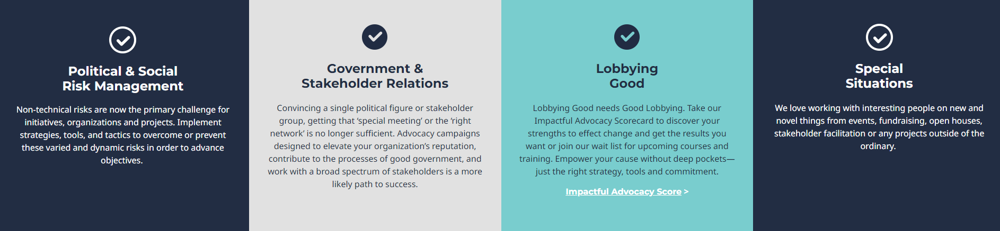 Political & Social
Risk Management
Non-technical risks are now the primary challenge for
initiatives, organizations and projects. Implement
strategies, tools, and tactics to overcome or prevent
these varied and dynamic risks in order to advance
objectives.
Government &
Stakeholder Relations
Convincing a single political figure or stakeholder
group, getting that ‘special meeting’ or the ‘right
network’ is no longer sufficient. Advocacy campaigns
designed to elevate your organization’s reputation,
contribute to the processes of good government, and
work with a broad spectrum of stakeholders is a more
likely path to success.
Lobbying
Good
Lobbying Good needs Good Lobbying. Take our
Impactful Advocacy Scorecard to discover your
strengths to effect change and get the results you
want or join our wait list for upcoming courses and
training. Empower your cause without deep pockets—
just the right strategy, tools and commitment.
Impactful Advocacy Score >
Special
Situations
We love working with interesting people on new and
novel things from events, fundraising, open houses,
stakeholder facilitation or any projects outside of the
ordinary.